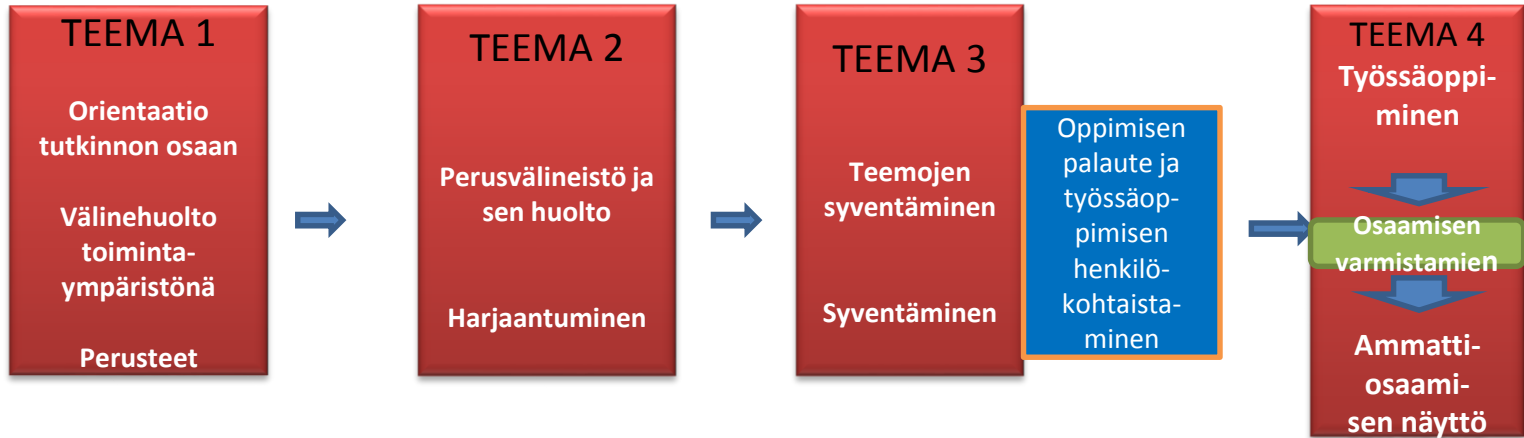 TEEMA 1
Orientaatio
tutkinnon osaan
Välinehuolto
toiminta-
ympäristönä
Perusteet
TEEMA 2
Perusvälineistö ja
sen huolto
Harjaantuminen
TEEMA 3
Teemojen
syventäminen
Syventäminen
Oppimisen
palaute ja
työssäop-
pimisen
henkilö-
kohtaista-
minen
TEEMA 4
Työssäoppi-
minen
Osaamisen
varmistamien
Ammatti-
osaami-
sen näyttö